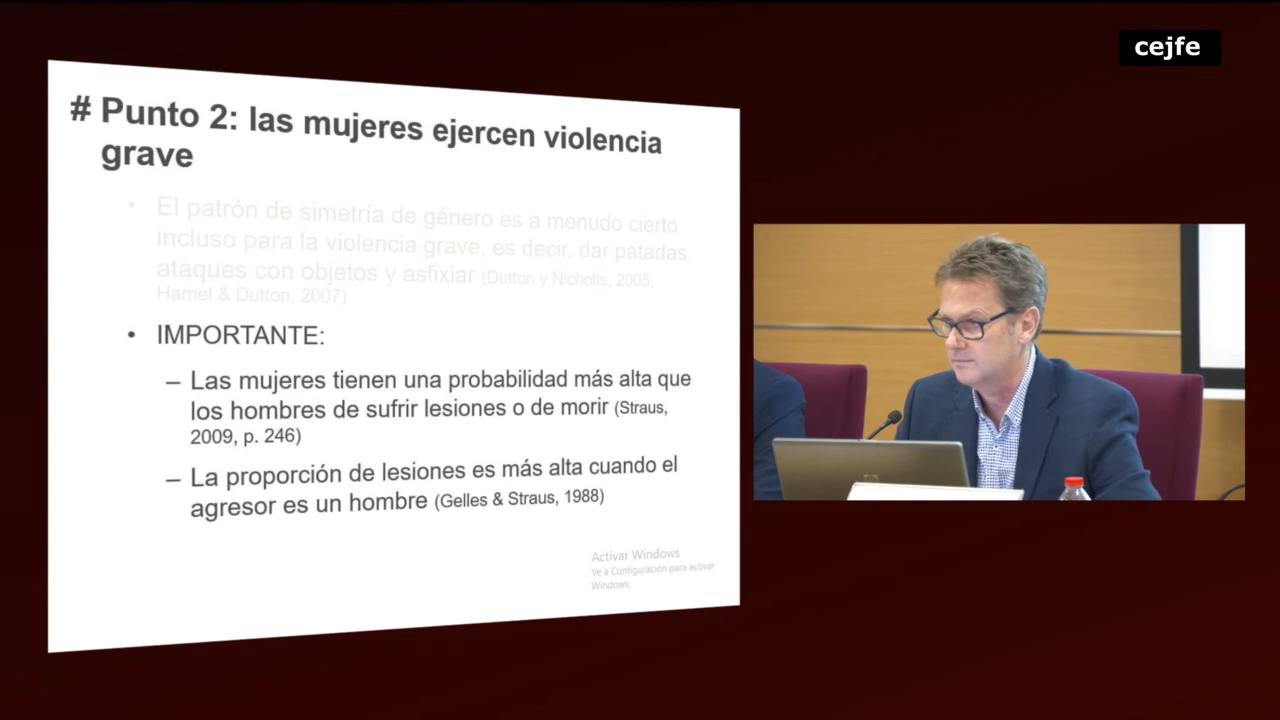 cejfe
# Punto 2: las mujeres ejercen violencia
grave
• El patrón de simetría de género es a menudo cierto
incluso para la violencia grave, es decir, dar patadas,
ataques con objetos y asfixiar (Dutton y Nicholls, 2005;
Hamel & Dutton, 2007)
• IMPORTANTE:
– Las mujeres tienen una probabilidad más alta que
los hombres de sufrir lesiones o de morir (Straus,
2009, p. 246)
– La proporción de lesiones es más alta cuando el
agresor es un hombre (Gelles & Straus, 1988)
Activar Windows
Ve a Configuración para activar
Windows.